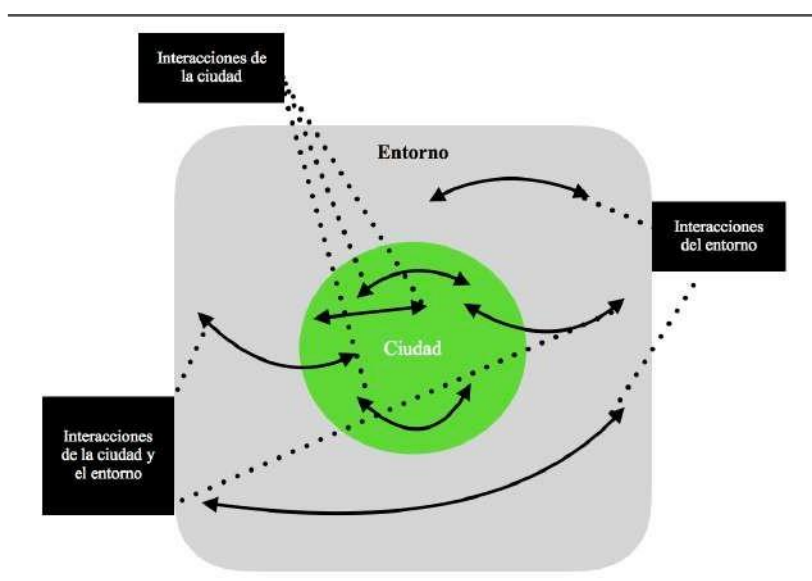 Interacciones de
la ciudad
Entorno
Interacciones
del entorno
Ciudad
Interacciones
de la ciudad y
el entorno